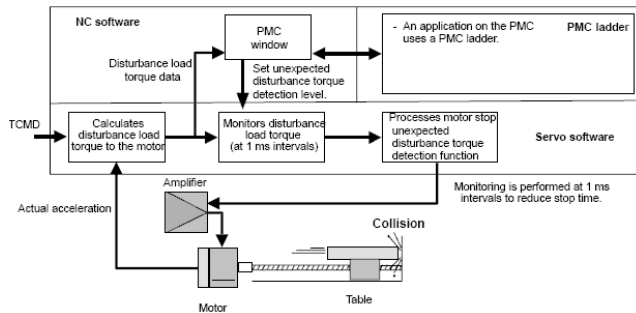 NC software
PMC
window
- An application on the PMC
uses a PMC ladder.
PMC ladder
Disturbance load
torque data
Set unexpected
disturbance torque
detection level.
TCMD
Calculates
disturbance load
torque to the motor
Monitors disturbance
load torque
(at 1 ms intervals)
Processes motor stop
unexpected
disturbance torque
detection function
Servo software
Amplifier
Monitoring is performed at 1 ms
intervals to reduce stop time.
Actual acceleration
Collision
Motor
Table